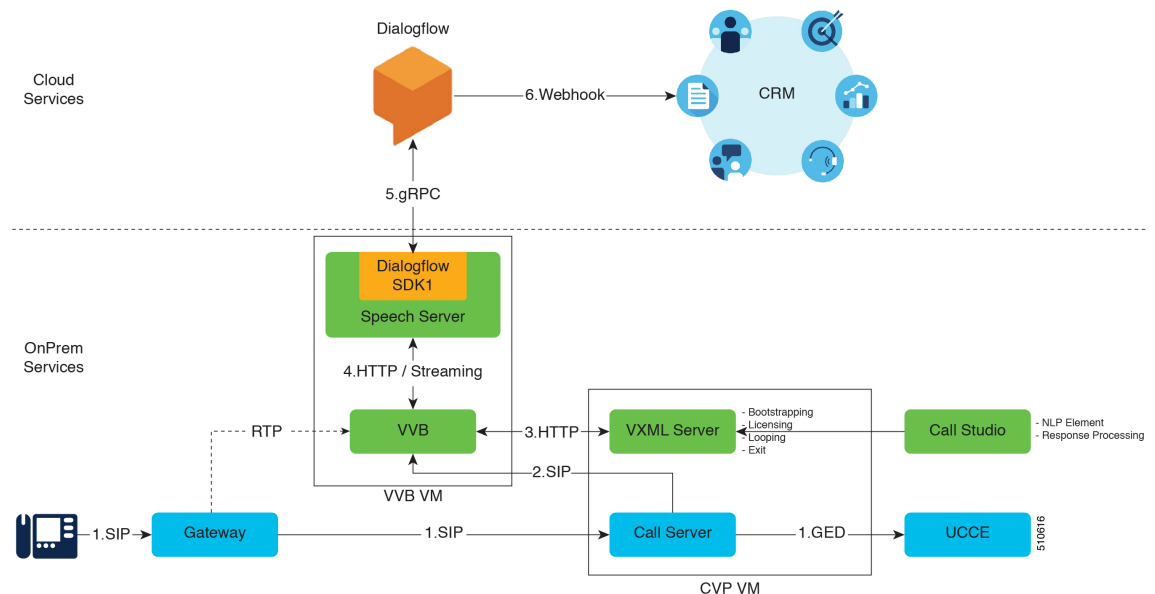 Dialogflow
Cloud
Services
6.Webhook
CRM
5.gRPC
Dialogflow
SDK1
Speech Server
OnPrem
Services
4.HTTP / Streaming
RTP
VVB
3.HTTP
VXML Server
- Bootstrapping
- Licensing
- Looping
- Exit
Call Studio
- NLP Element
- Response Processing
2.SIP
VVB VM
1.SIP
Gateway
1.SIP
Call Server
1.GED
UCCE
510616
CVP VM